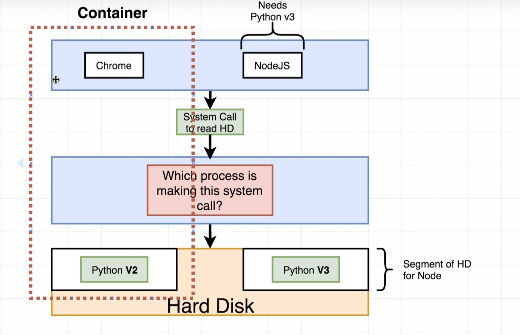 Container
Needs
Python v3
Chrome
NodeJS
System Call
to read HD
Which process is
making this system
call?
Python V2
Python V3
Segment of HD
for Node
Hard Disk